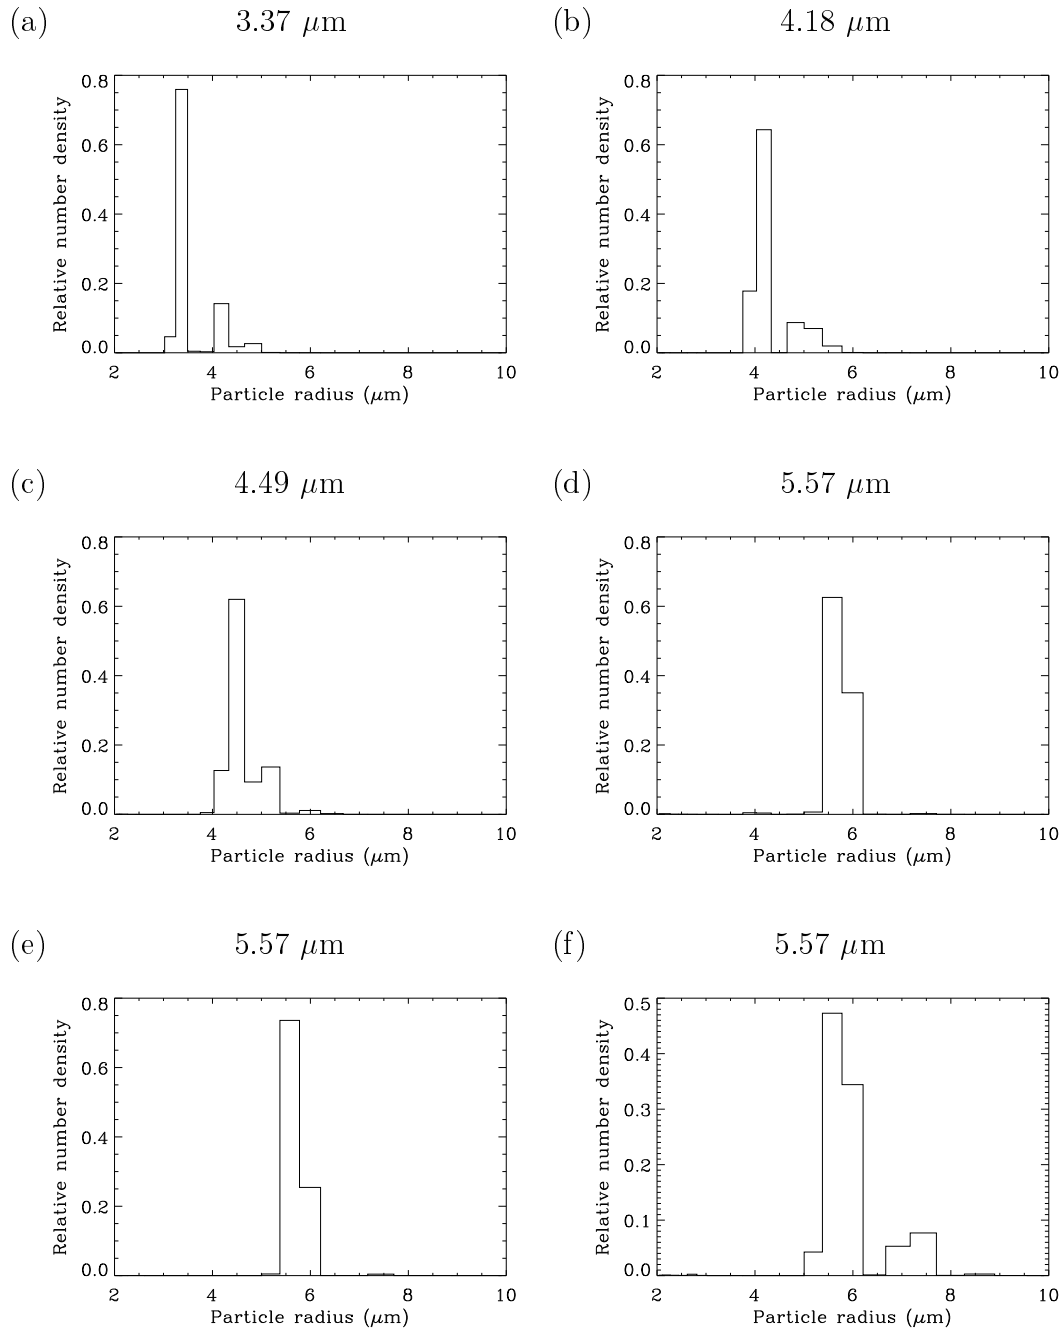 (a) 3.37 μm
(b) 4.18 μm
Relative number density
0.8
0.6
0.4
0.2
0.0
2 4 6 8 10
Particle radius (μm)
Relative number density
0.8
0.6
0.4
0.2
0.0
2 4 6 8 10
Particle radius (μm)
(c) 4.49 μm
(d) 5.57 μm
Relative number density
0.8
0.6
0.4
0.2
0.0
2 4 6 8 10
Particle radius (μm)
Relative number density
0.8
0.6
0.4
0.2
0.0
2 4 6 8 10
Particle radius (μm)
(e) 5.57 μm
(f) 5.57 μm
Relative number density
0.8
0.6
0.4
0.2
0.0
2 4 6 8 10
Particle radius (μm)
Relative number density
0.5
0.4
0.3
0.2
0.1
0.0
2 4 6 8 10
Particle radius (μm)